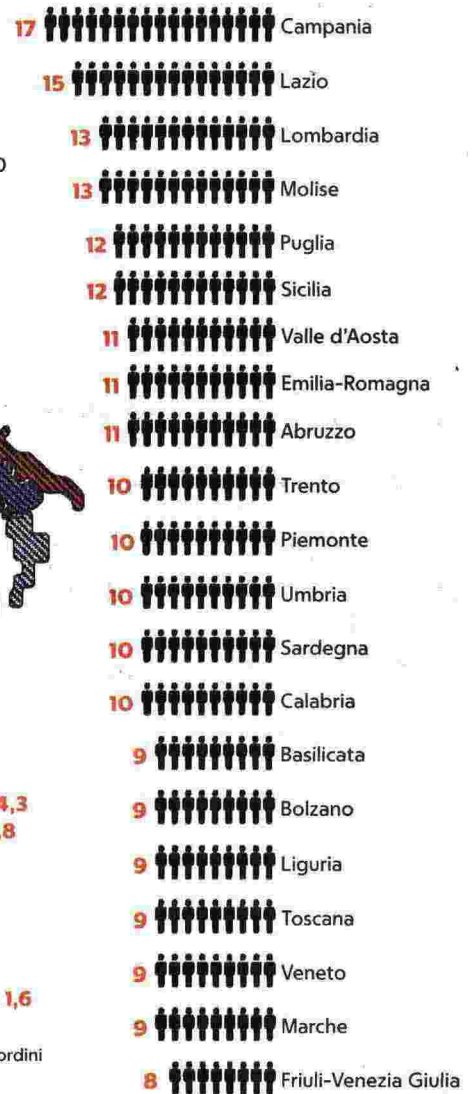 17 Campania
15 Lazio
13 Lombardia
13 Molise
12 Puglia
12 Sicilia
11 Valle d'Aosta
11 Emilia-Romagna
11 Abruzzo
10 Trento
10 Piemonte
10 Umbria
10 Sardegna
10 Calabria
9 Basilicata
9 Bolzano
9 Liguria
9 Toscana
9 Veneto
9 Marche
8 Friuli-Venezia Giulia
1,6